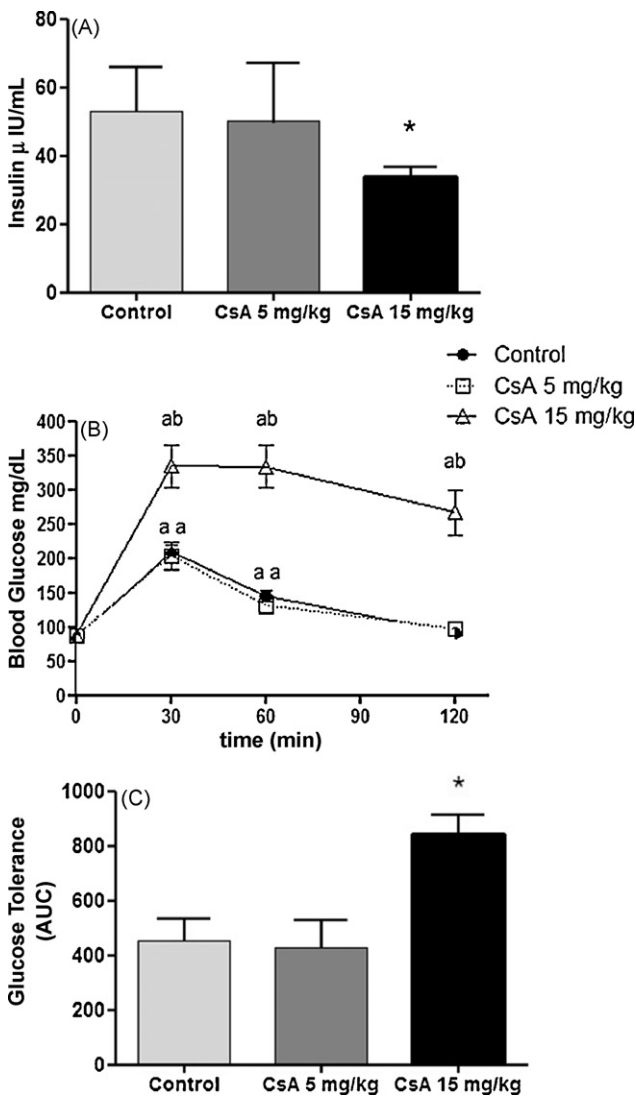 (A)
Insulin μ IU/mL
80
60
40
20
0
*
Control
CsA 5 mg/kg
CsA 15 mg/kg
Control
CsA 5 mg/kg
CsA 15 mg/kg
(B)
Blood Glucose mg/dL
400
350
300
250
200
150
100
50
0
ab
ab
ab
a a
a a
0
30
60
90
120
time (min)
(C)
Glucose Tolerance
(AUC)
1000
800
600
400
200
0
*
Control
CsA 5 mg/kg
CsA 15 mg/kg